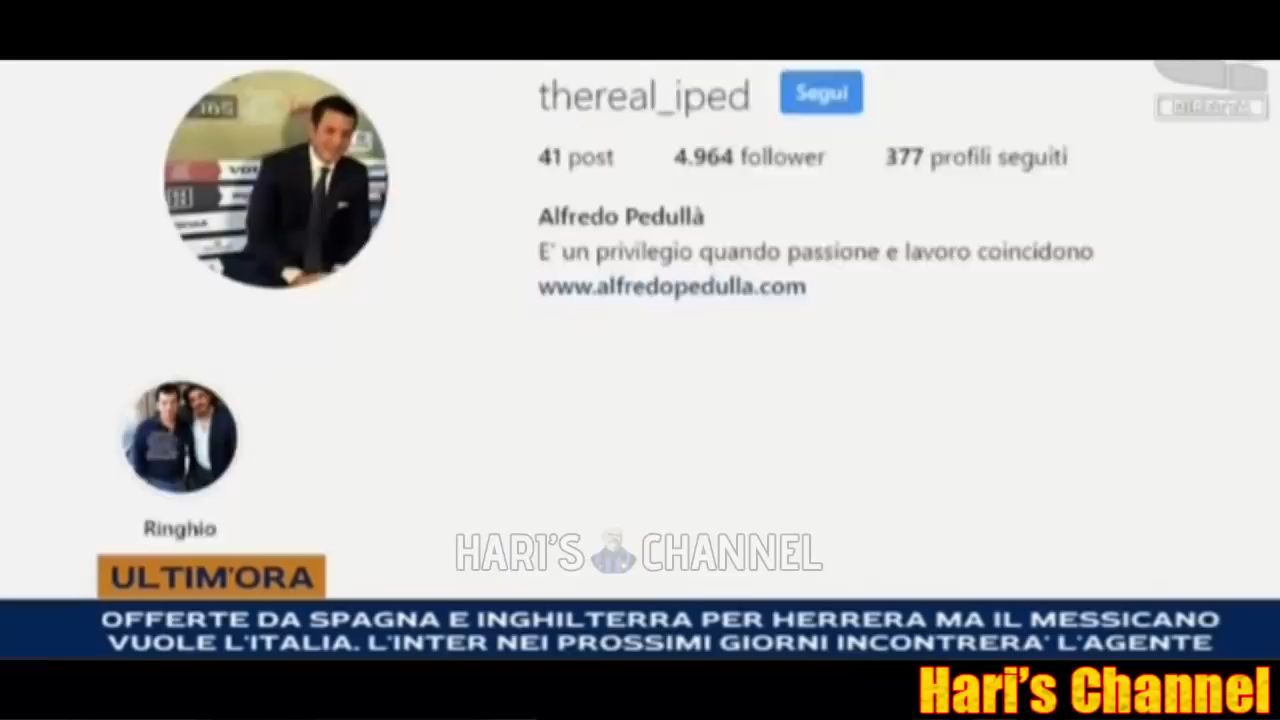 thereal_iped
Segui
41 post
4.964 follower
377 profili seguiti
Alfredo Pedullà
E' un privilegio quando passione e lavoro coincidono
www.alfredopedulla.com
Ringhio
HARI'S CHANNEL
ULTIM'ORA
OFFERTE DA SPAGNA E INGHILTERRA PER HERRERA MA IL MESSICANO
VUOLE L'ITALIA. L'INTER NEI PROSSIMI GIORNI INCONTRERA' L'AGENTE
Hari's Channel